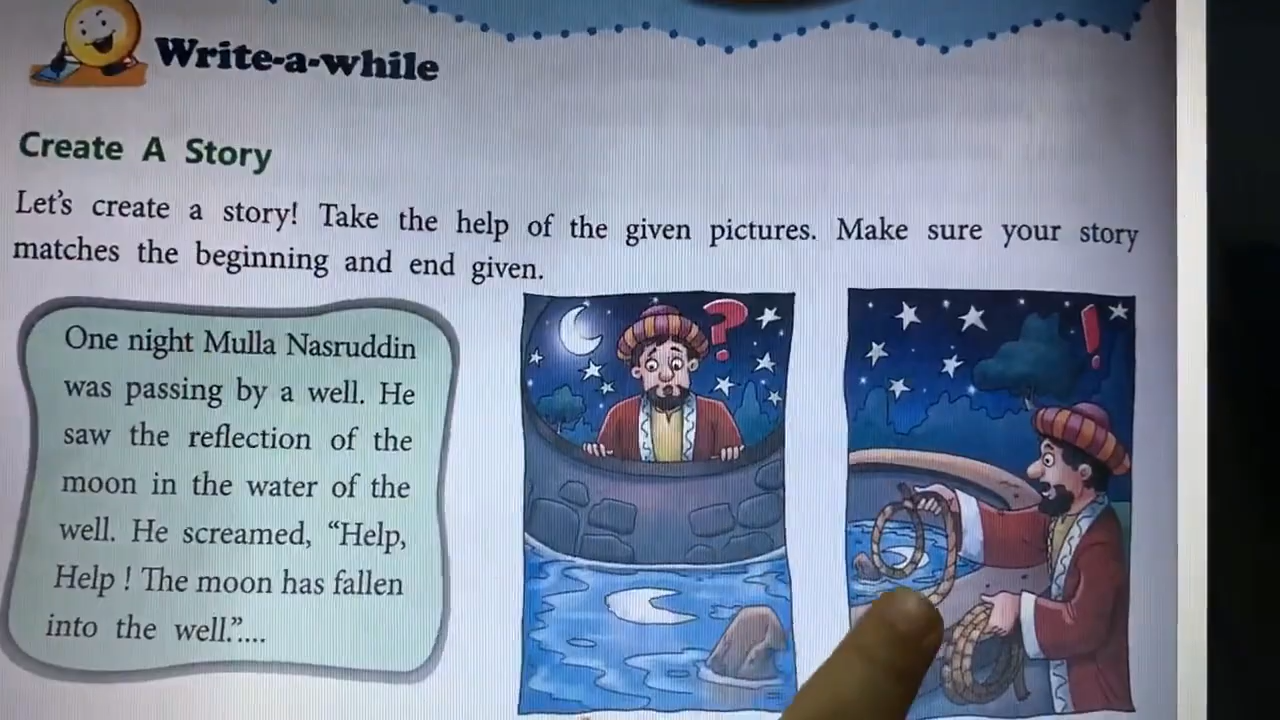 Write-a-while
Create A Story
Let's create a story! Take the help of the given pictures. Make sure your story
matches the beginning and end given.
One night Mulla Nasruddin
was passing by a well. He
saw the reflection of the
moon in the water of the
well. He screamed, “Help,
Help ! The moon has fallen
into the well.”....
?
!